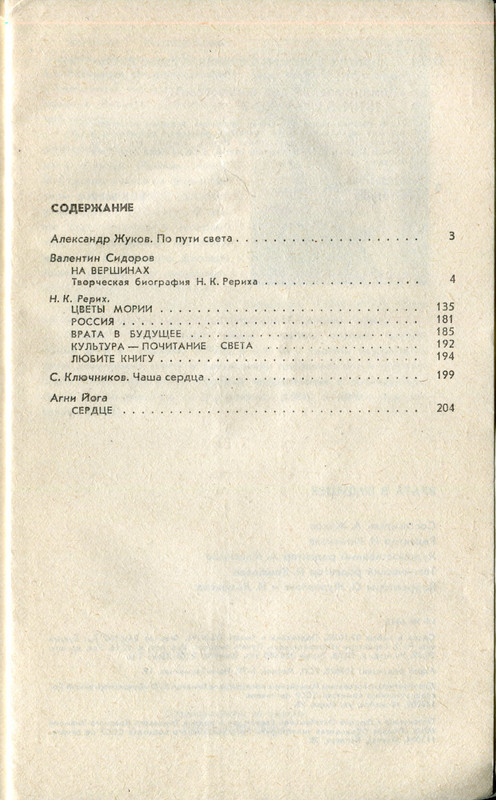 СОДЕРЖАНИЕ
Александр Жуков. По пути света . . . . . . . . . . . . . . . . . . . . 3
Валентин Сидоров
НА ВЕРШИНАХ
Творческая биография Н. К. Рериха . . . . . . . . . . . . . . . . . 4
Н. К. Рерих.
ЦВЕТЫ МОРИИ . . . . . . . . . . . . . . . . . . . . . . . . . . . 135
РОССИЯ . . . . . . . . . . . . . . . . . . . . . . . . . . . . . . 181
ВРАТА В БУДУЩЕЕ . . . . . . . . . . . . . . . . . . . . . . . . . 185
КУЛЬТУРА — ПОЧИТАНИЕ СВЕТА . . . . . . . . . . . . . . . . . . 192
ЛЮБИТЕ КНИГУ . . . . . . . . . . . . . . . . . . . . . . . . . . . 194
С. Ключников. Чаша сердца . . . . . . . . . . . . . . . . . . . . . . . 199
Агни Йога
СЕРДЦЕ . . . . . . . . . . . . . . . . . . . . . . . . . . . . . . 204